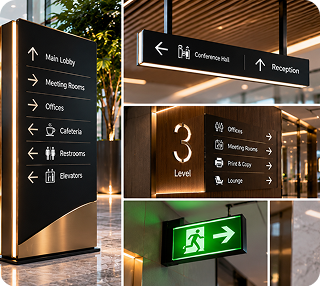 Main Lobby
Meeting Rooms
Offices
Cafeteria
Restrooms
Elevators
Conference Hall
Reception
3
Level
Offices
Meeting Rooms
Print & Copy
Lounge